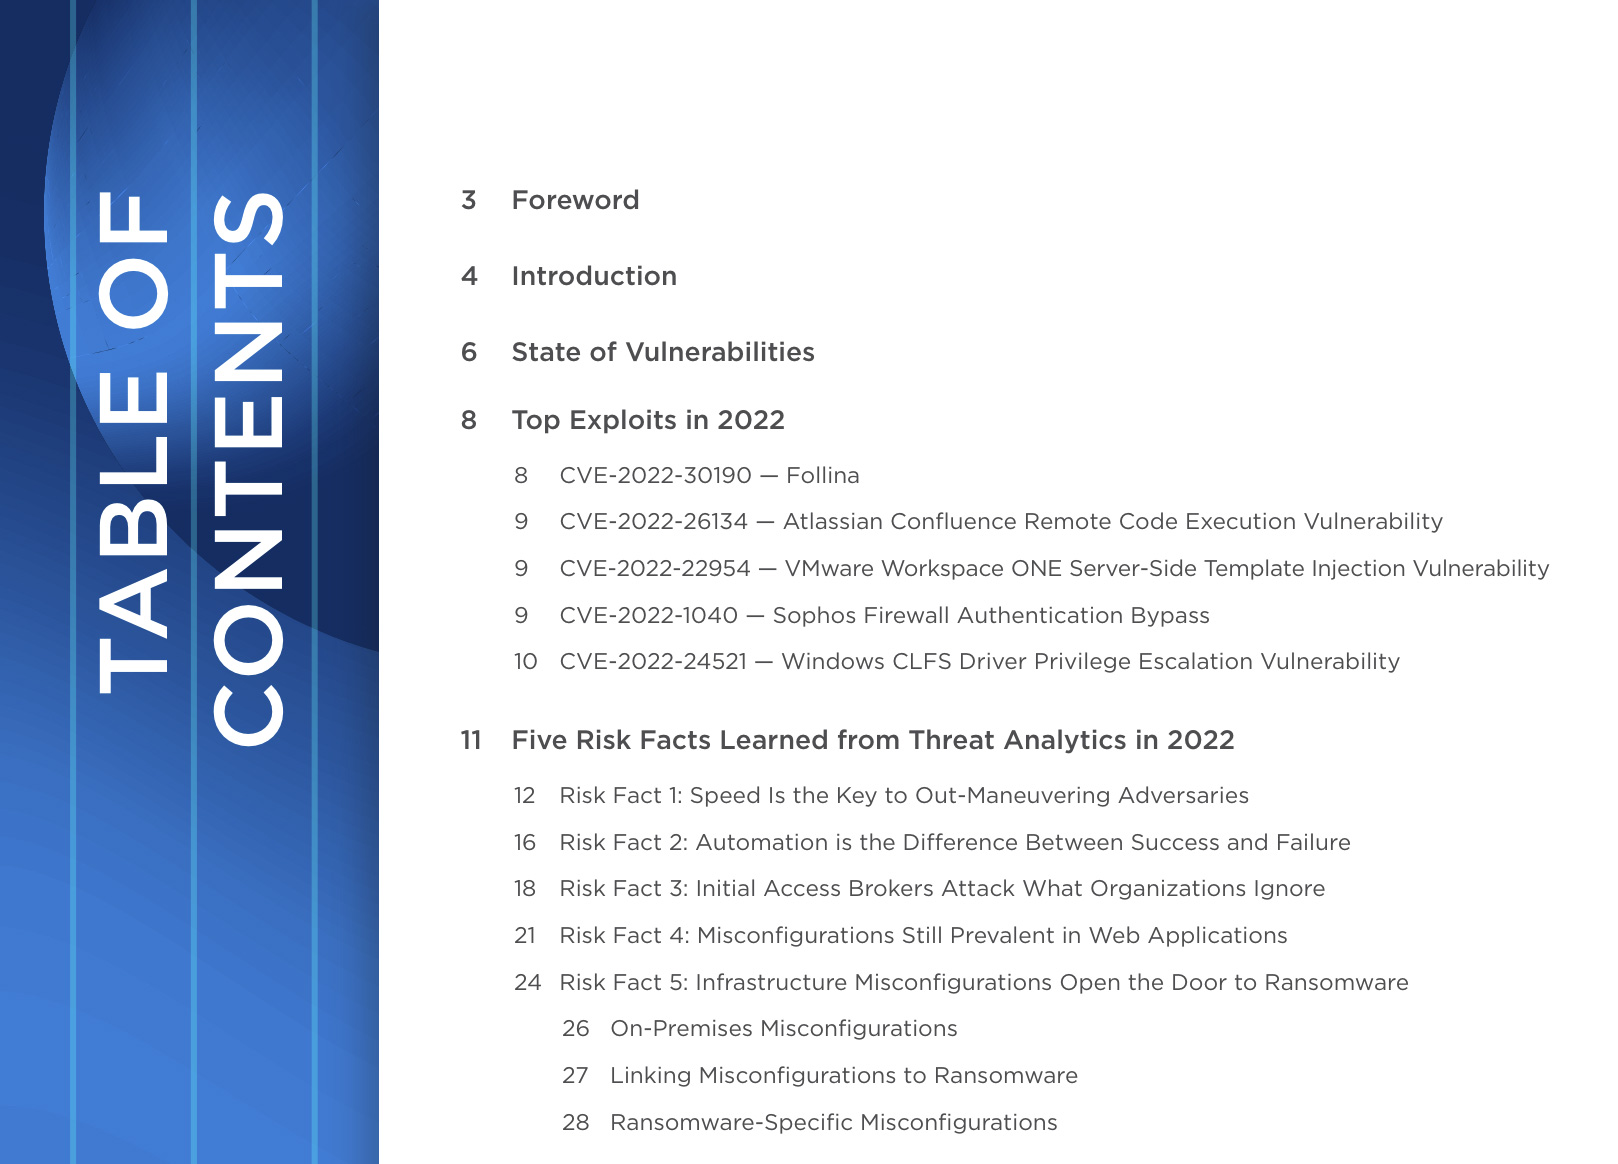 TABLE OF
CONTENTS
3 Foreword
4 Introduction
6 State of Vulnerabilities
8 Top Exploits in 2022
8 CVE-2022-30190 — Follina
9 CVE-2022-26134 — Atlassian Confluence Remote Code Execution Vulnerability
9 CVE-2022-22954 — VMware Workspace ONE Server-Side Template Injection Vulnerability
9 CVE-2022-1040 — Sophos Firewall Authentication Bypass
10 CVE-2022-24521 — Windows CLFS Driver Privilege Escalation Vulnerability
11 Five Risk Facts Learned from Threat Analytics in 2022
12 Risk Fact 1: Speed Is the Key to Out-Maneuvering Adversaries
16 Risk Fact 2: Automation is the Difference Between Success and Failure
18 Risk Fact 3: Initial Access Brokers Attack What Organizations Ignore
21 Risk Fact 4: Misconfigurations Still Prevalent in Web Applications
24 Risk Fact 5: Infrastructure Misconfigurations Open the Door to Ransomware
26 On-Premises Misconfigurations
27 Linking Misconfigurations to Ransomware
28 Ransomware-Specific Misconfigurations